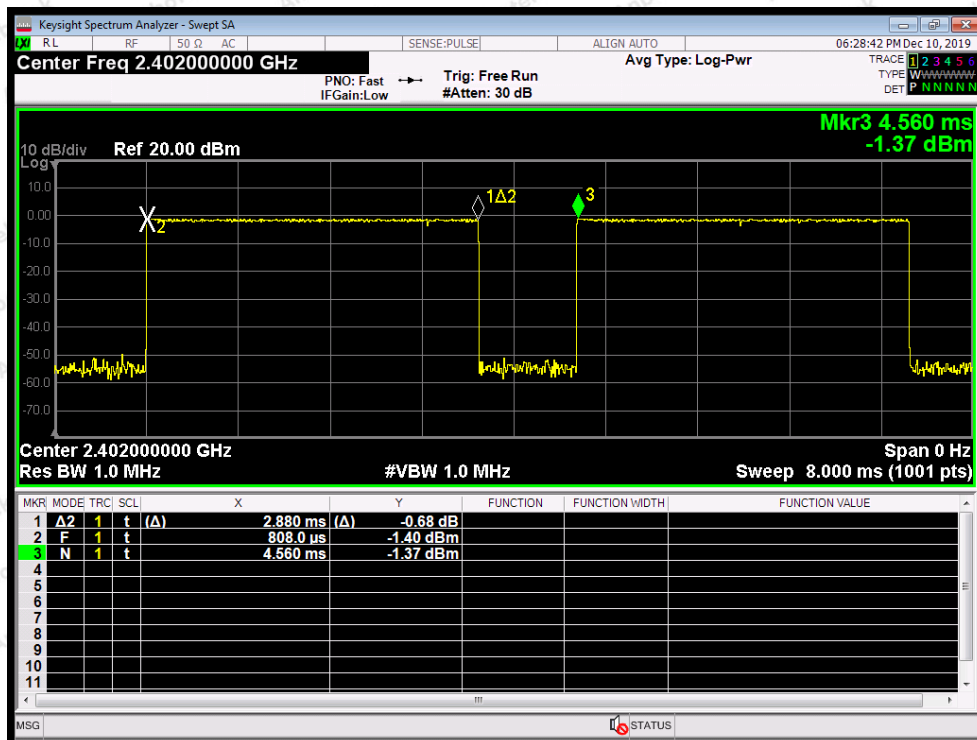 Keysight Spectrum Analyzer - Swept SA
LXI RL RF 50 Ω AC SENSE:PULSE ALIGN AUTO 06:28:42 PM Dec 10, 2019
Center Freq 2.402000000 GHz
Avg Type: Log-Pwr
TRACE 1 2 3 4 5 6
PNO: Fast Trig: Free Run
TYPE WWWWWW
IFGain:Low #Atten: 30 dB
DET P N N N N N
Mkr3 4.560 ms
-1.37 dBm
10 dB/div Ref 20.00 dBm
Log
10.0
1Δ2
3
0.00
2
-10.0
-20.0
-30.0
-40.0
-50.0
-60.0
-70.0
Center 2.402000000 GHz Span 0 Hz
Res BW 1.0 MHz #VBW 1.0 MHz Sweep 8.000 ms (1001 pts)
MKR MODE TRC SCL X Y FUNCTION FUNCTION WIDTH FUNCTION VALUE
1 Δ2 1 t (Δ) 2.880 ms (Δ) -0.68 dB
2 F 1 t 808.0 µs -1.40 dBm
3 N 1 t 4.560 ms -1.37 dBm
4
5
6
7
8
9
10
11
MSG STATUS